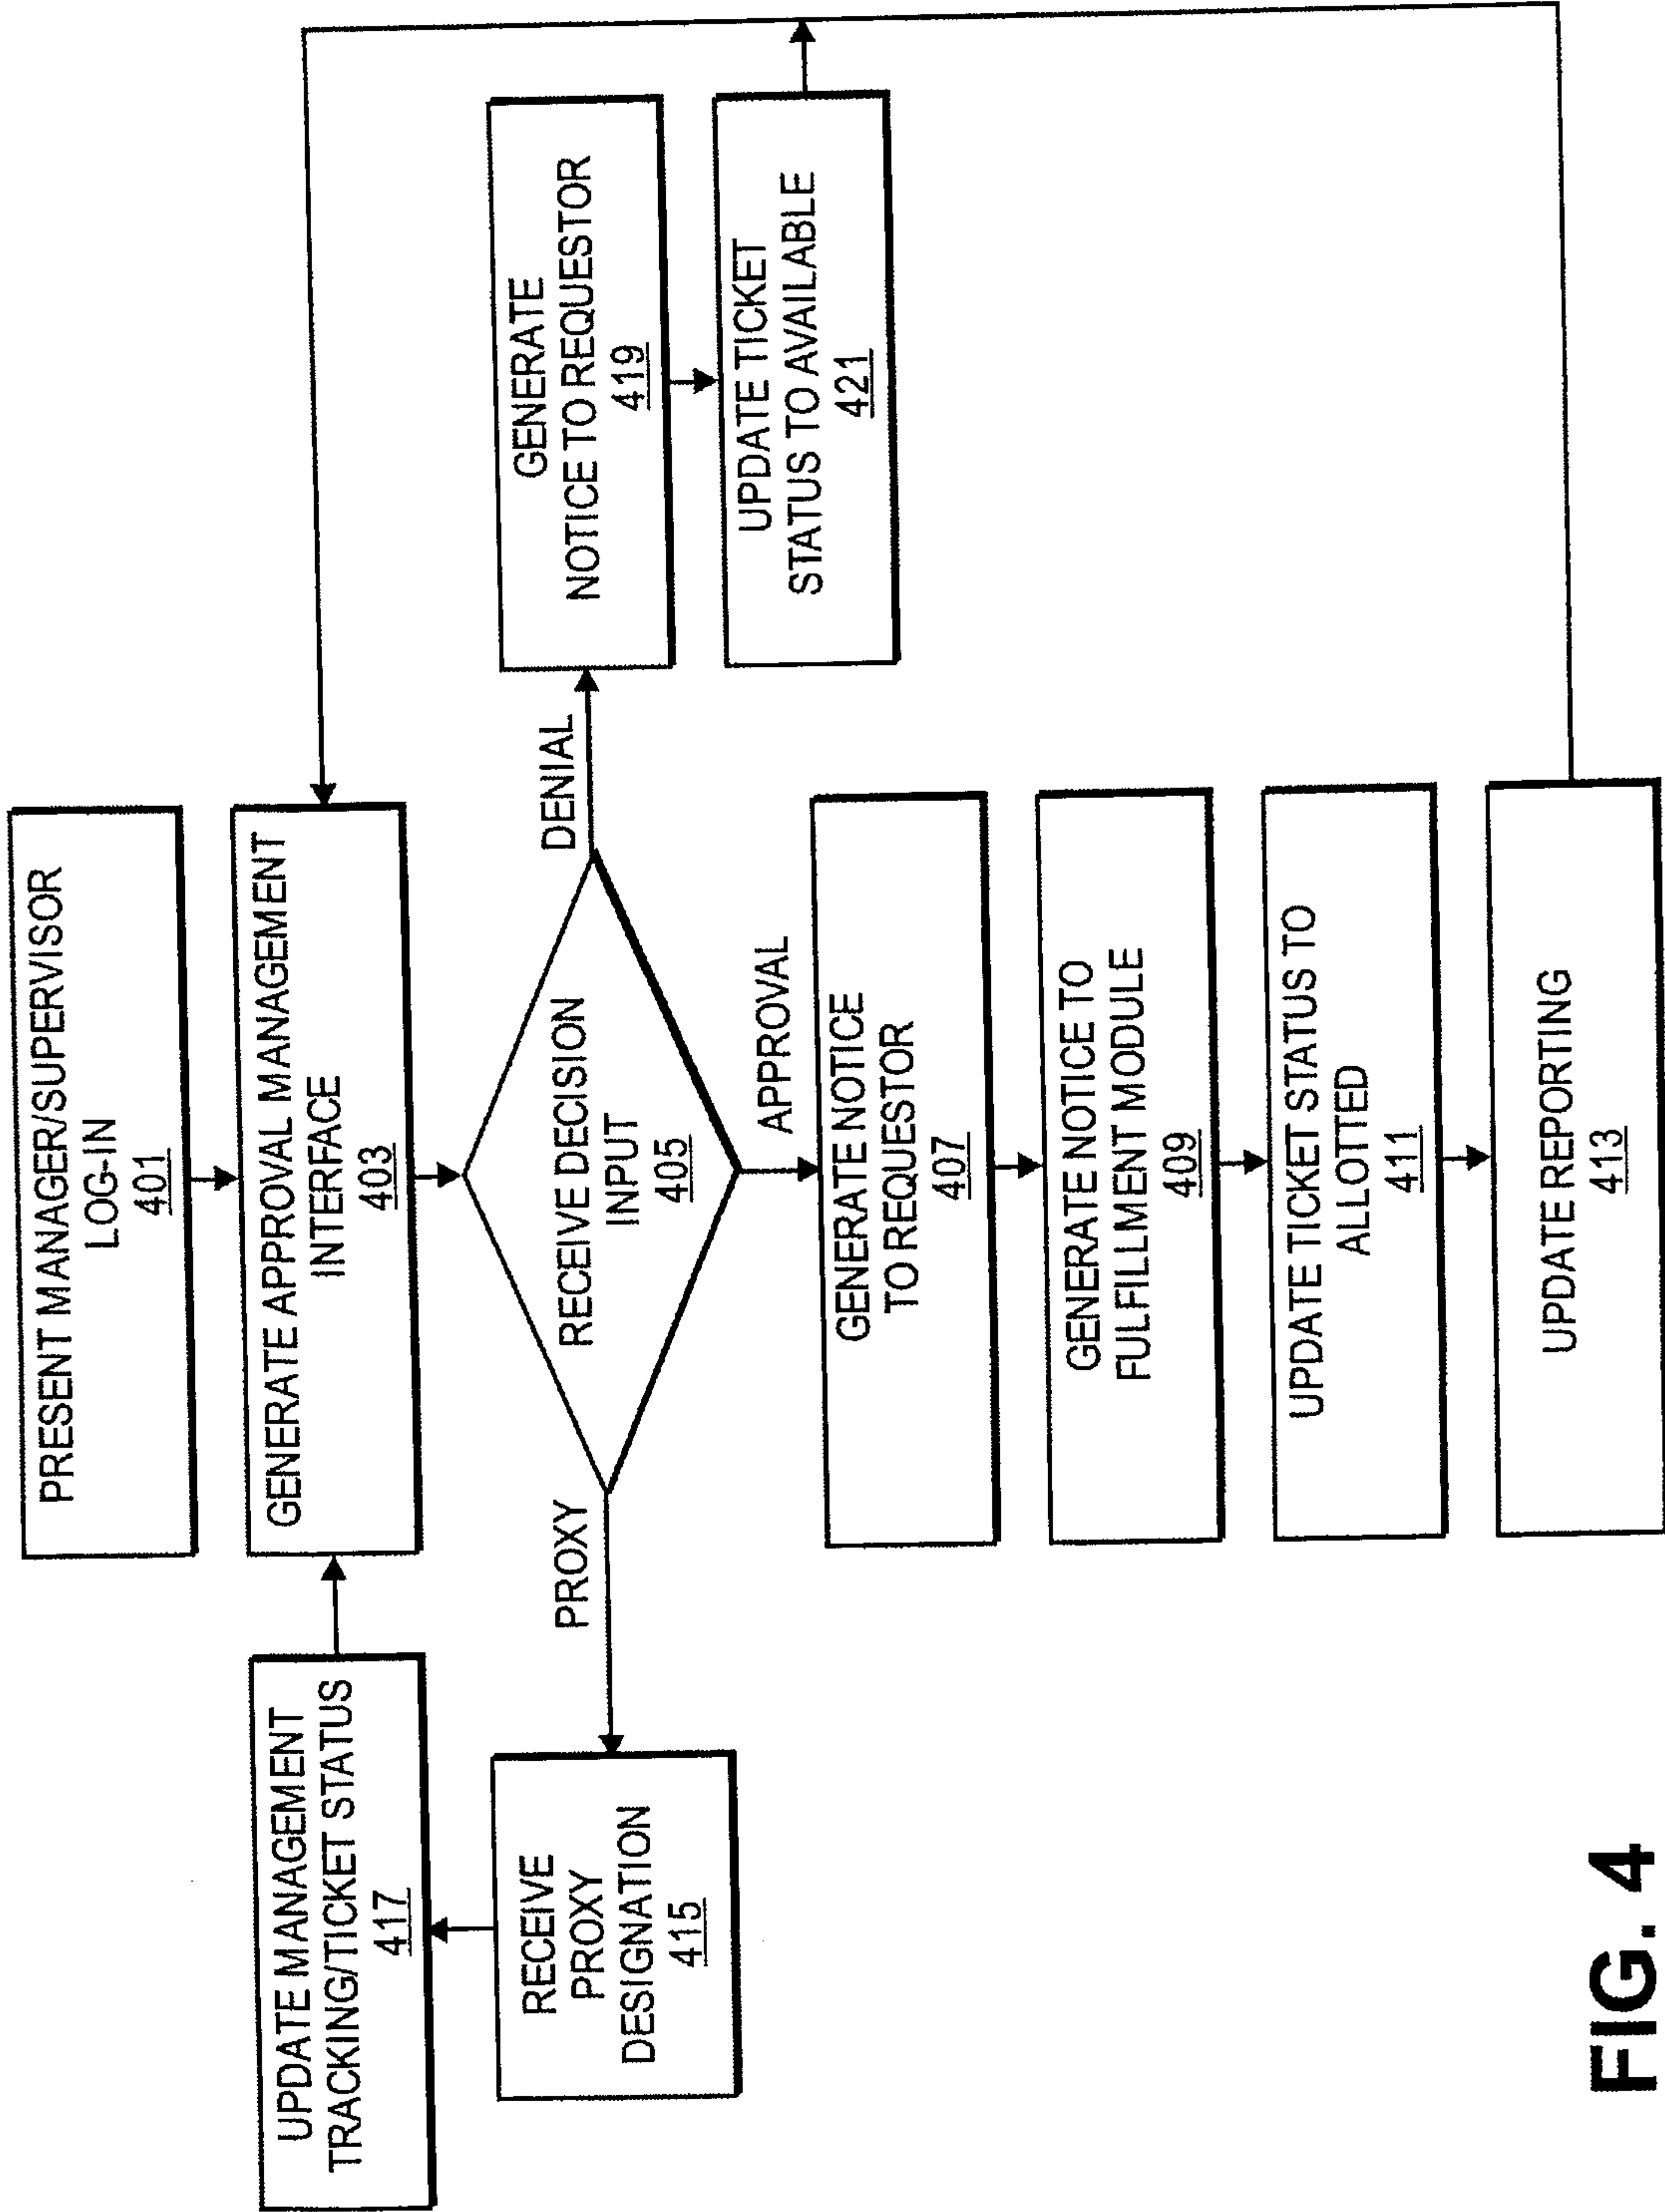 PRESENT MANAGER/SUPERVISOR
LOG-IN
401
UPDATE MANAGEMENT
TRACKING/TICKET STATUS
417
GENERATE APPROVAL MANAGEMENT
INTERFACE
403
RECEIVE
PROXY
DESIGNATION
415
PROXY
RECEIVE DECISION
INPUT
405
DENIAL
GENERATE
NOTICE TO REQUESTOR
419
UPDATE TICKET
STATUS TO AVAILABLE
421
APPROVAL
GENERATE NOTICE
TO REQUESTOR
407
GENERATE NOTICE TO
FULFILLMENT MODULE
409
UPDATE TICKET STATUS TO
ALLOTTED
411
UPDATE REPORTING
413
FIG. 4